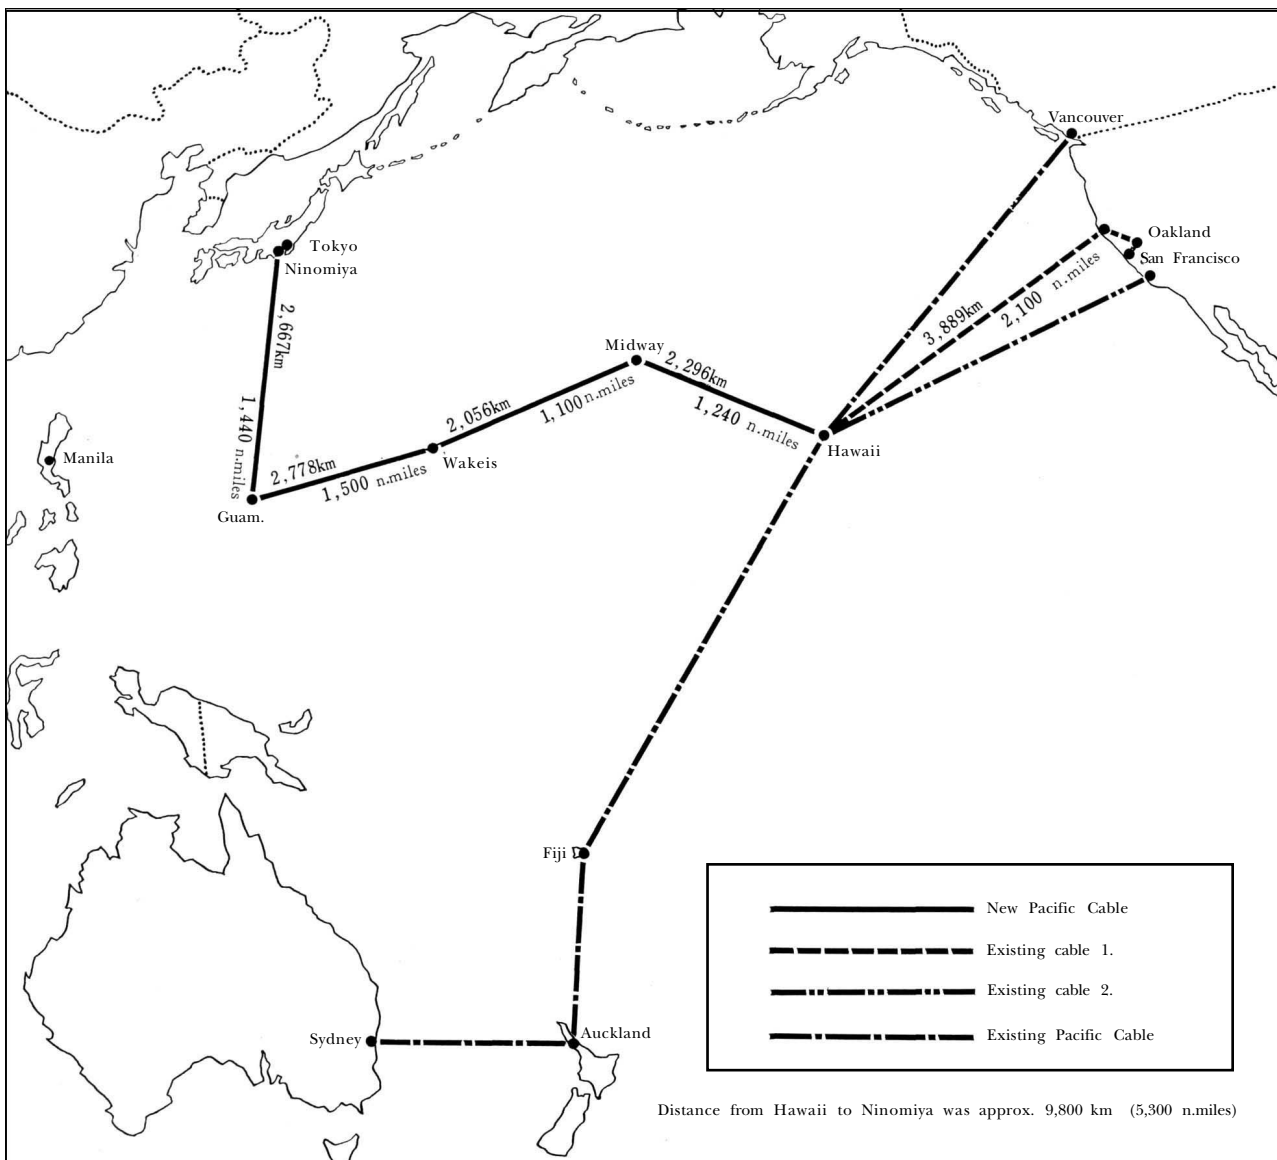 Vancouver
Oakland
San Francisco
Tokyo
Ninomiya
2,667km
1,440 n.miles
3,889km
2,100 n.miles
Midway
2,296km
1,240 n.miles
2,056km
1,100 n.miles
Hawaii
Manila
Wakeis
2,778km
1,500 n.miles
Guam.
Fiji
New Pacific Cable
Existing cable 1.
Existing cable 2.
Existing Pacific Cable
Sydney
Auckland
Distance from Hawaii to Ninomiya was approx. 9,800 km (5,300 n.miles)